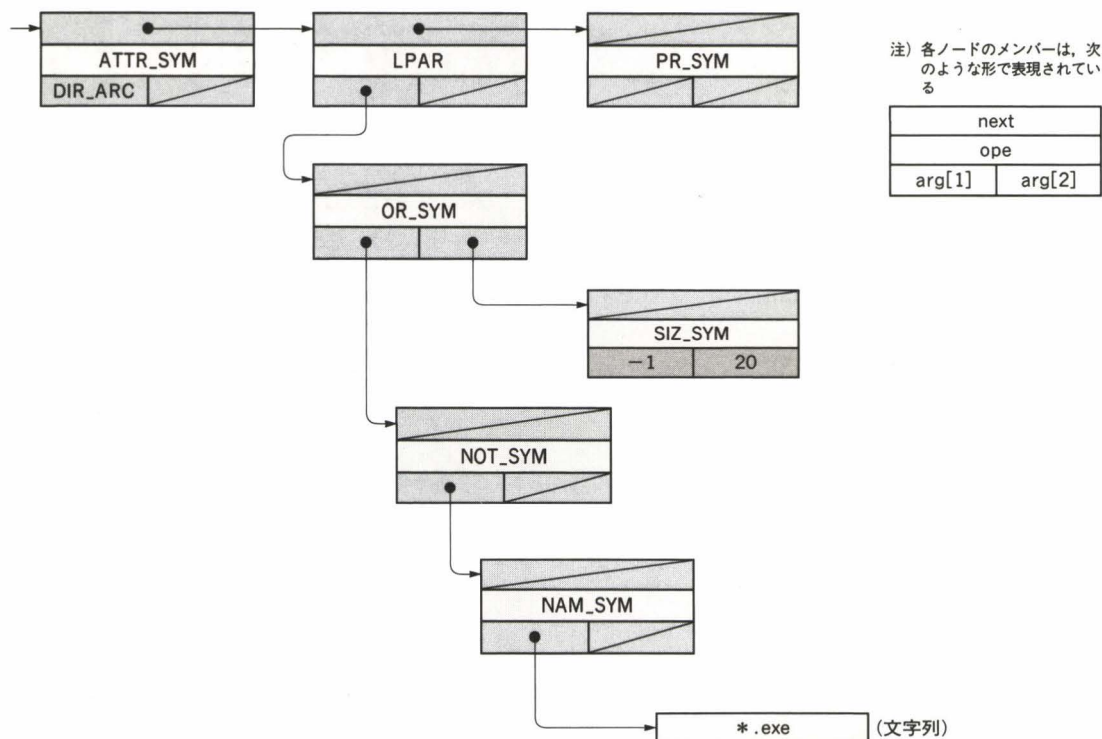 ATTR_SYM
DIR_ARC
LPAR
PR_SYM
注) 各ノードのメンバーは, 次
のような形で表現されてい
る
next
ope
arg[1] arg[2]
OR_SYM
SIZ_SYM
−1 20
NOT_SYM
NAM_SYM
*.exe (文字列)